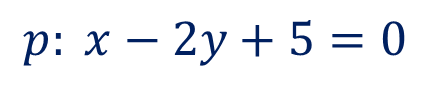 p: x − 2y + 5 = 0